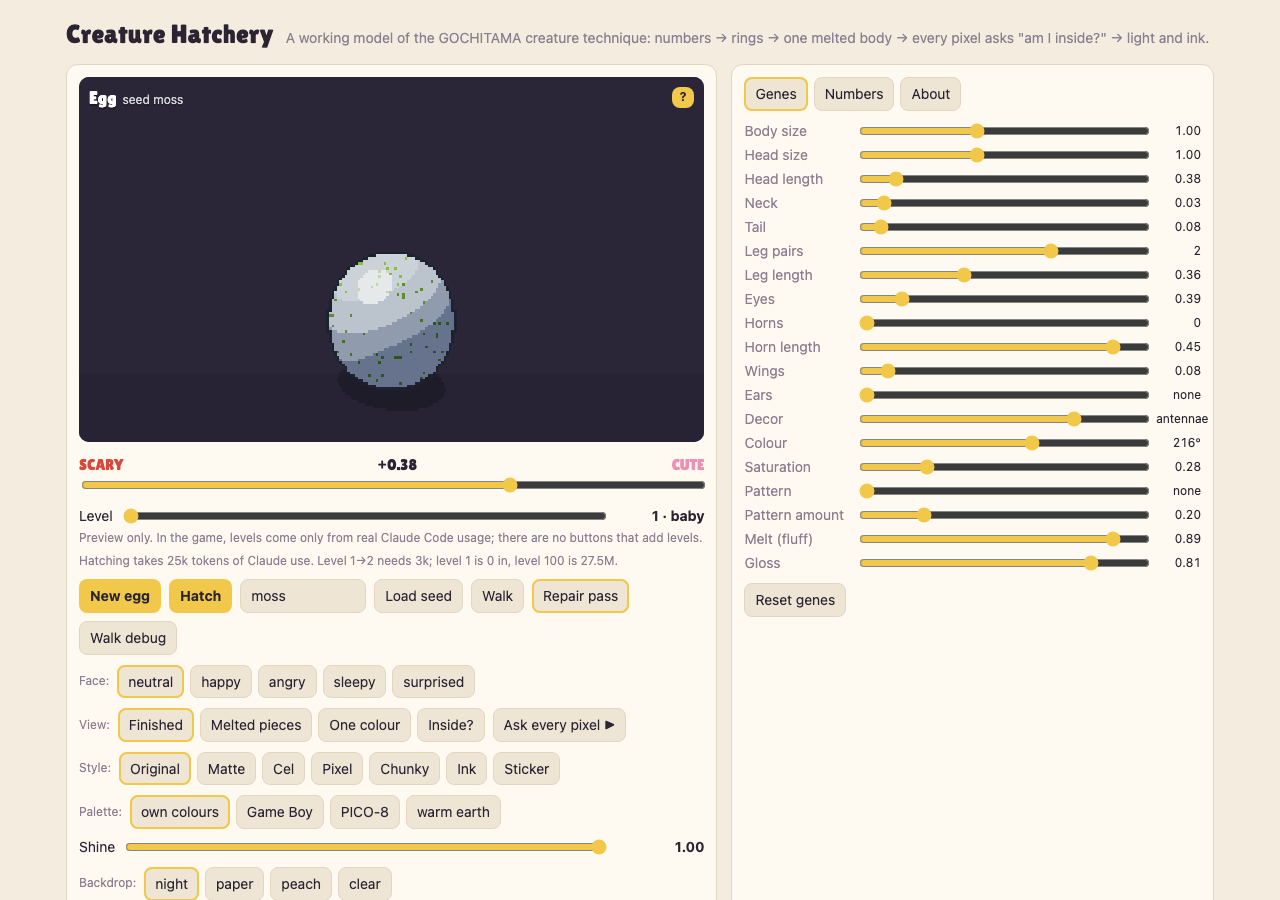 Creature Hatchery A working model of the GOCHITAMA creature technique: numbers → rings → one melted body → every pixel asks "am I inside?" → light and ink.
Egg seed moss
?
SCARY +0.38 CUTE
Level 1 · baby
Preview only. In the game, levels come only from real Claude Code usage; there are no buttons that add levels.
Hatching takes 25k tokens of Claude use. Level 1→2 needs 3k; level 1 is 0 in, level 100 is 27.5M.
New egg Hatch moss Load seed Walk Repair pass
Walk debug
Face: neutral happy angry sleepy surprised
View: Finished Melted pieces One colour Inside? Ask every pixel ▶
Style: Original Matte Cel Pixel Chunky Ink Sticker
Palette: own colours Game Boy PICO-8 warm earth
Shine 1.00
Backdrop: night paper peach clear
Genes Numbers About
Body size 1.00
Head size 1.00
Head length 0.38
Neck 0.03
Tail 0.08
Leg pairs 2
Leg length 0.36
Eyes 0.39
Horns 0
Horn length 0.45
Wings 0.08
Ears none
Decor antennae
Colour 216°
Saturation 0.28
Pattern none
Pattern amount 0.20
Melt (fluff) 0.89
Gloss 0.81
Reset genes